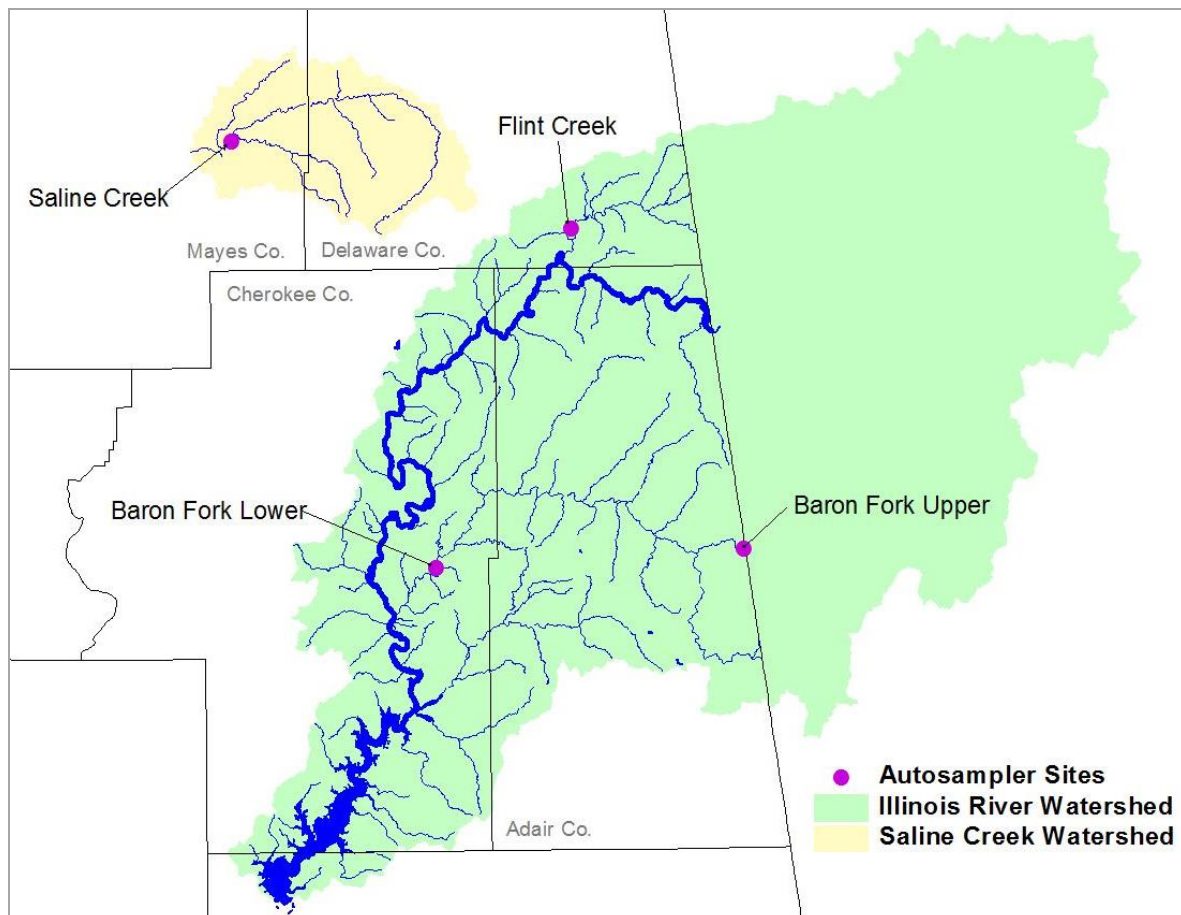 Flint Creek
Saline Creek
Mayes Co.
Delaware Co.
Cherokee Co.
Baron Fork Lower
Baron Fork Upper
Autosampler Sites
Illinois River Watershed
Saline Creek Watershed
Adair Co.